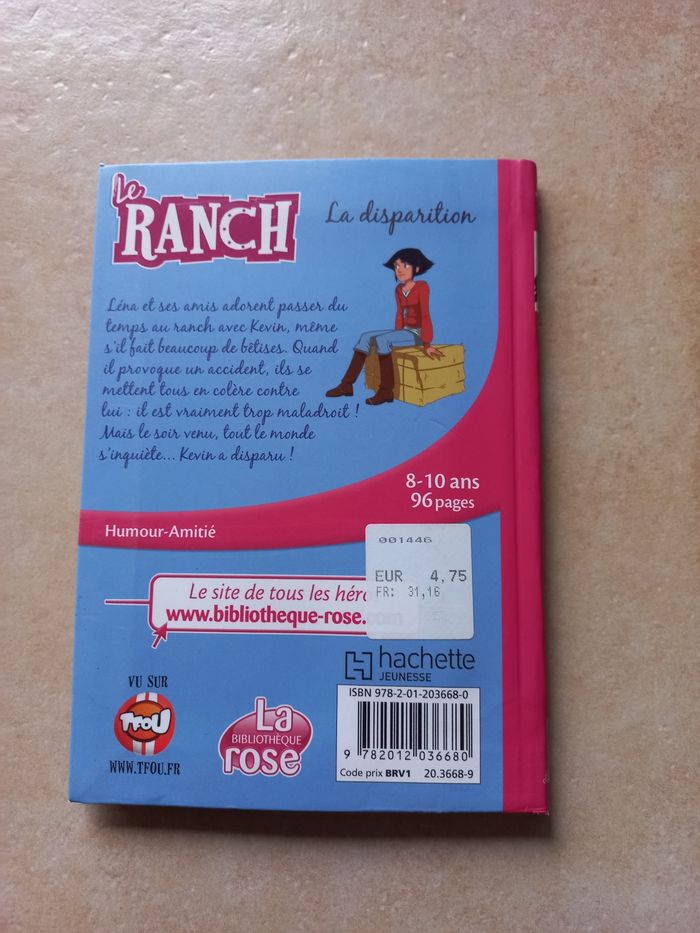 Le
RANCH
La disparition
Léna et ses amis adorent passer du
temps au ranch avec Kevin, même
s'il fait beaucoup de bêtises. Quand
il provoque un accident, ils se
mettent tous en colère contre
lui : il est vraiment trop maladroit !
Mais le soir venu, tout le monde
s'inquiète... Kevin a disparu !
8-10 ans
96 pages
Humour-Amitié
001446
EUR 4,75
FR: 31,16
Le site de tous les héro
www.bibliotheque-rose.com
hachette
JEUNESSE
ISBN 978-2-01-203668-0
9 782012 036680
Code prix BRV1 20.3668-9
VU SUR
TFOU
WWW.TFOU.FR
La
BIBLIOTHÈQUE
rose